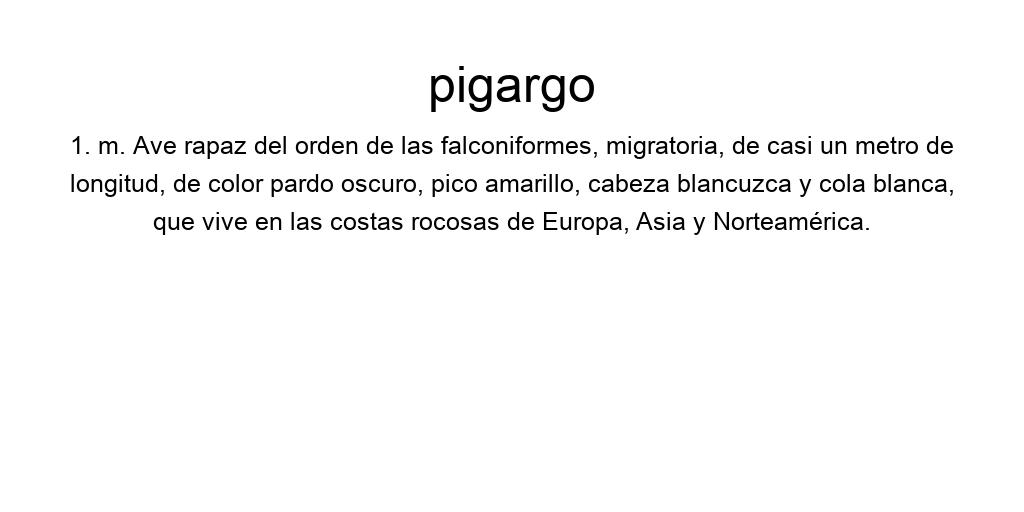 pigargo
1. m. Ave rapaz del orden de las falconiformes, migratoria, de casi un metro de
longitud, de color pardo oscuro, pico amarillo, cabeza blancuzca y cola blanca,
que vive en las costas rocosas de Europa, Asia y Norteamérica.